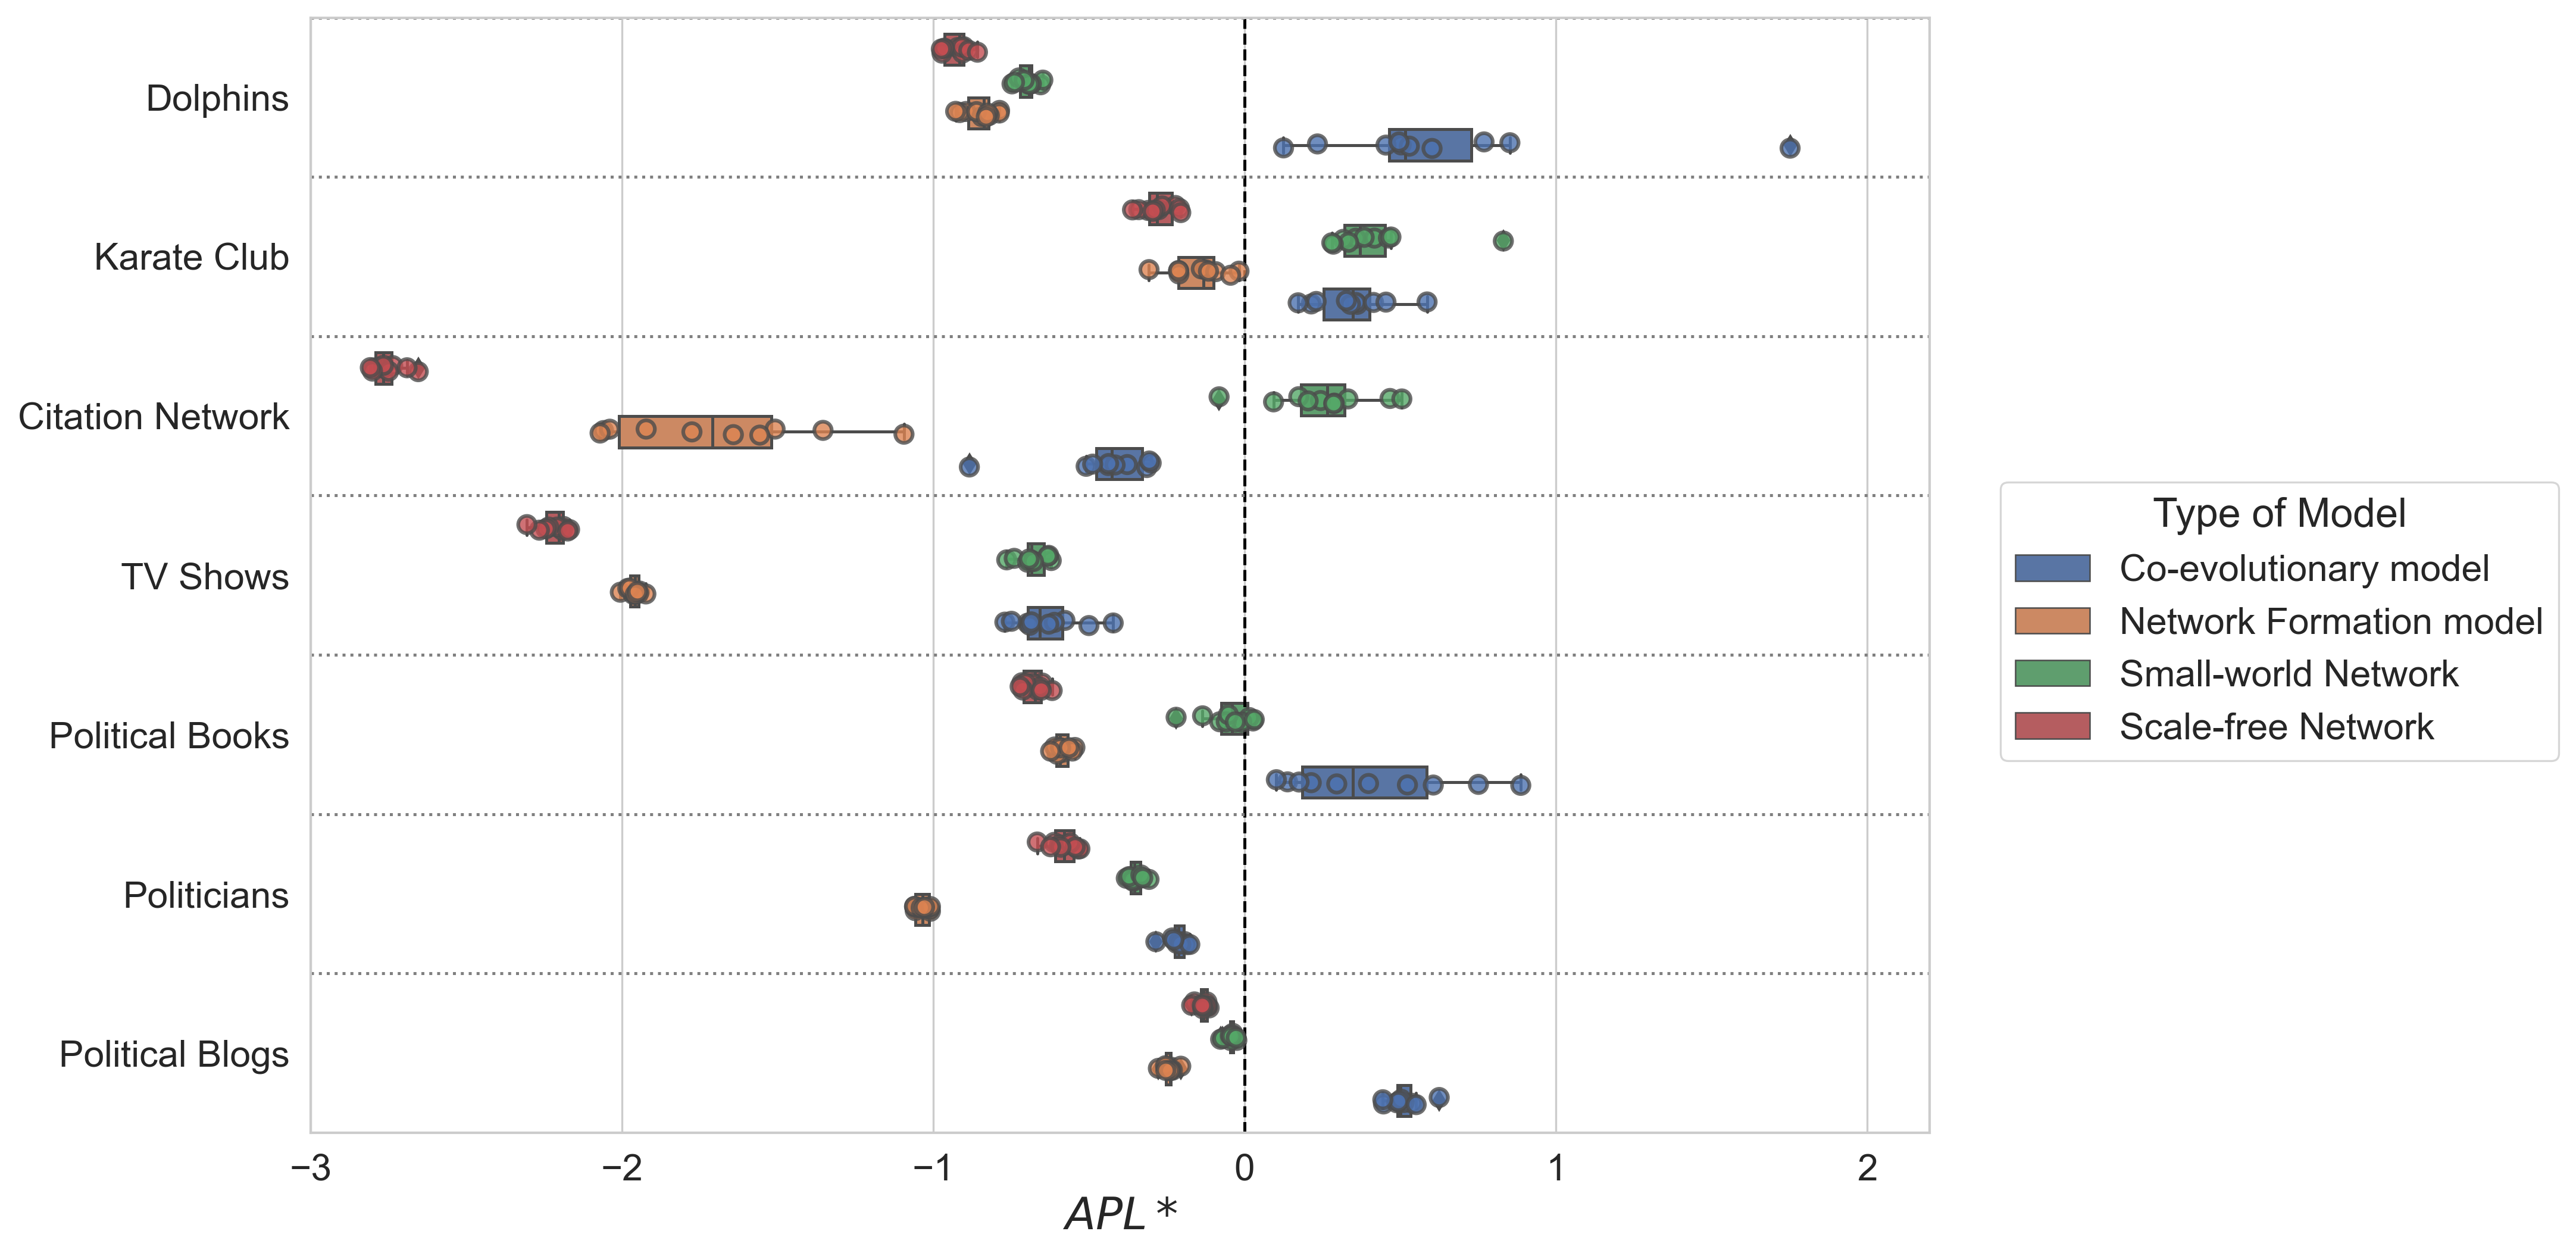 Dolphins
Karate Club
Citation Network
TV Shows
Political Books
Politicians
Political Blogs
−3 −2 −1 0 1 2
APL *
Type of Model
Co-evolutionary model
Network Formation model
Small-world Network
Scale-free Network